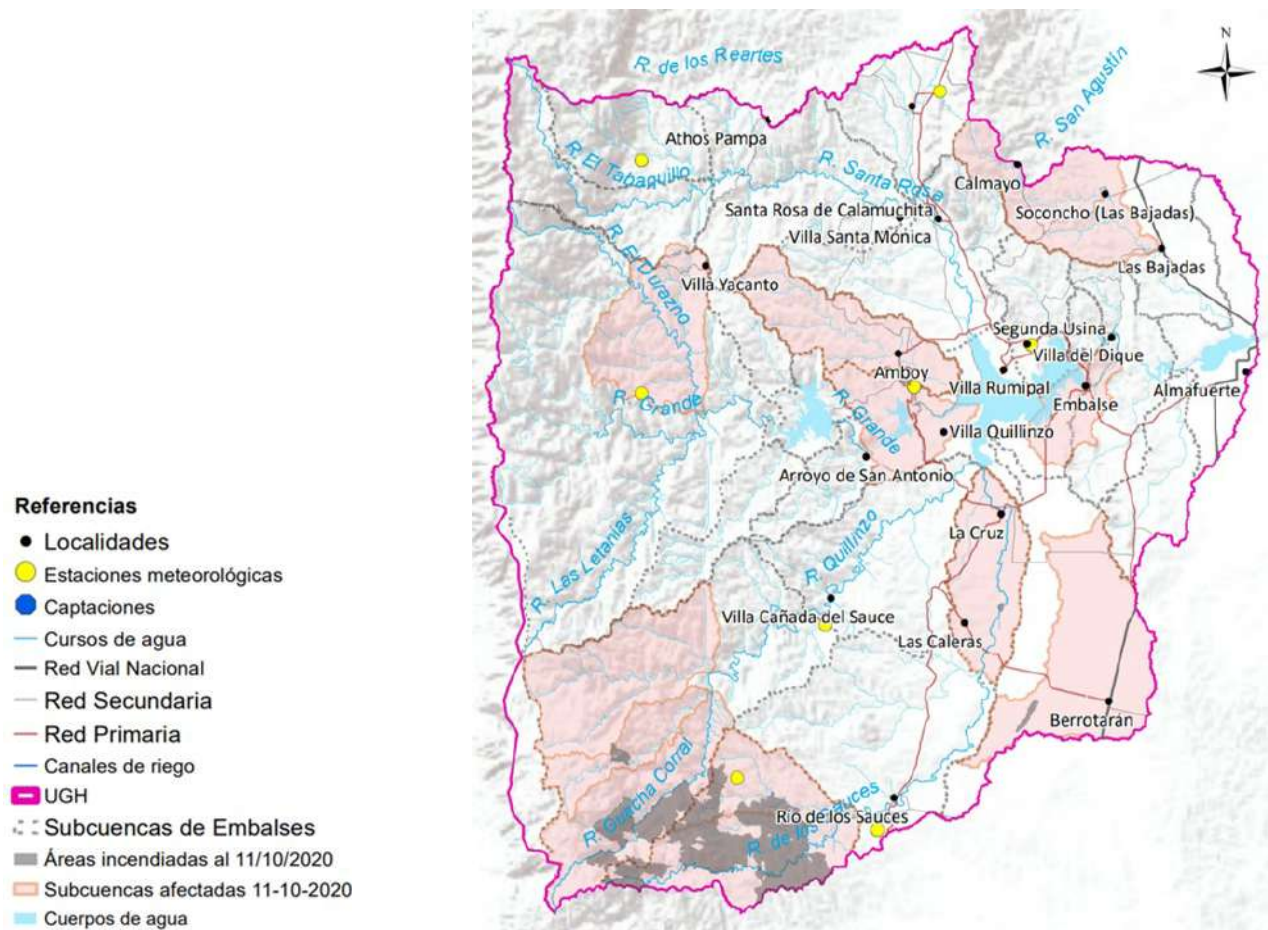 N
R. de los Reartes
R. San Agustín
Athos Pampa
R. El Tabaquillo
R. Santa Rosa
Calmayo
Santa Rosa de Calamuchita
Soconcho (Las Bajadas)
Villa Santa Mónica
Las Bajadas
R. El Durazno
Villa Yacanto
Segunda Usina
Villa del Dique
Amboy
Villa Rumipal
Almafuerte
Embalse
R. Grande
R. Grande
Villa Quillinzo
Arroyo de San Antonio
La Cruz
R. Quillinzo
R. Las Letanías
Villa Cañada del Sauce
Las Caleras
Berrotarán
R. Guacha Corral
Río de los Sauces
R. de los Sauces
Referencias
Localidades
Estaciones meteorológicas
Captaciones
Cursos de agua
Red Vial Nacional
Red Secundaria
Red Primaria
Canales de riego
UGH
Subcuencas de Embalses
Áreas incendiadas al 11/10/2020
Subcuencas afectadas 11-10-2020
Cuerpos de agua